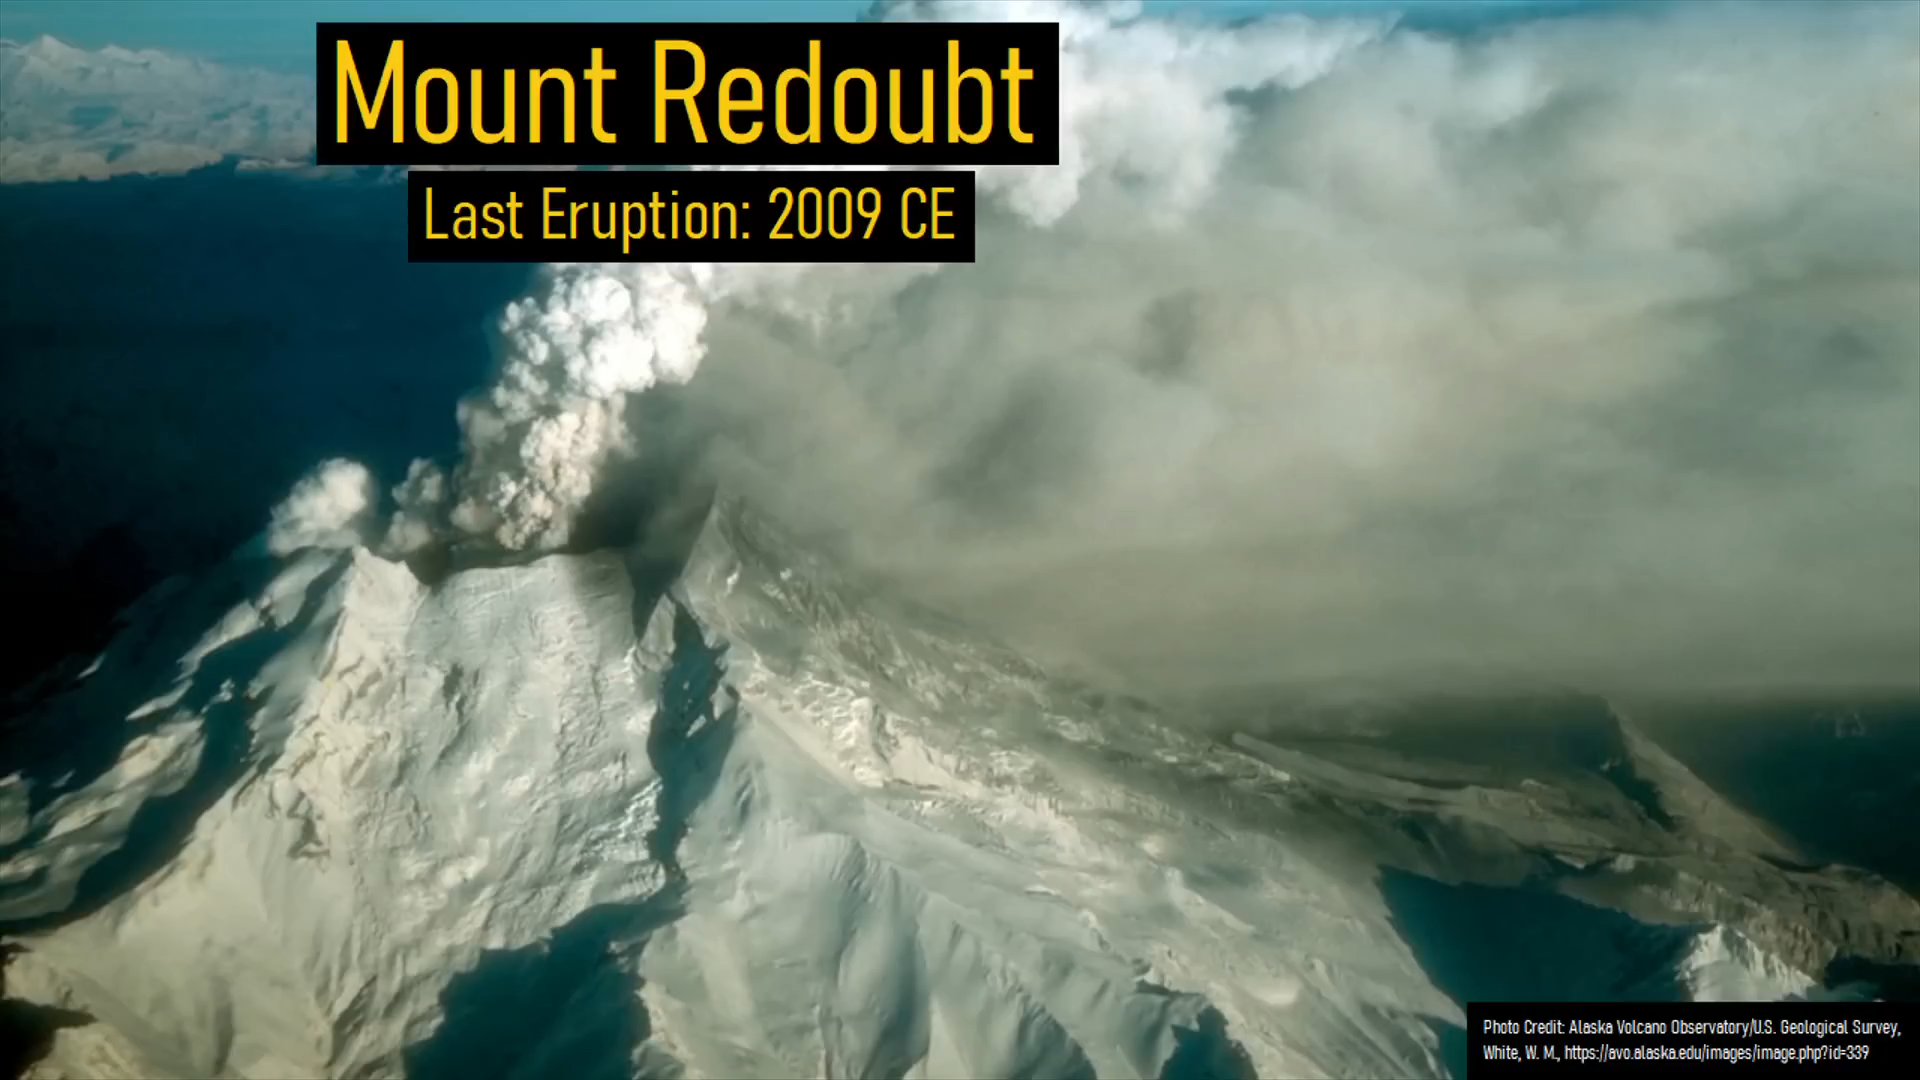 Mount Redoubt
Last Eruption: 2009 CE
Photo Credit: Alaska Volcano Observatory/U.S. Geological Survey,
White, W. M., https://avo.alaska.edu/images/image.php?id=339